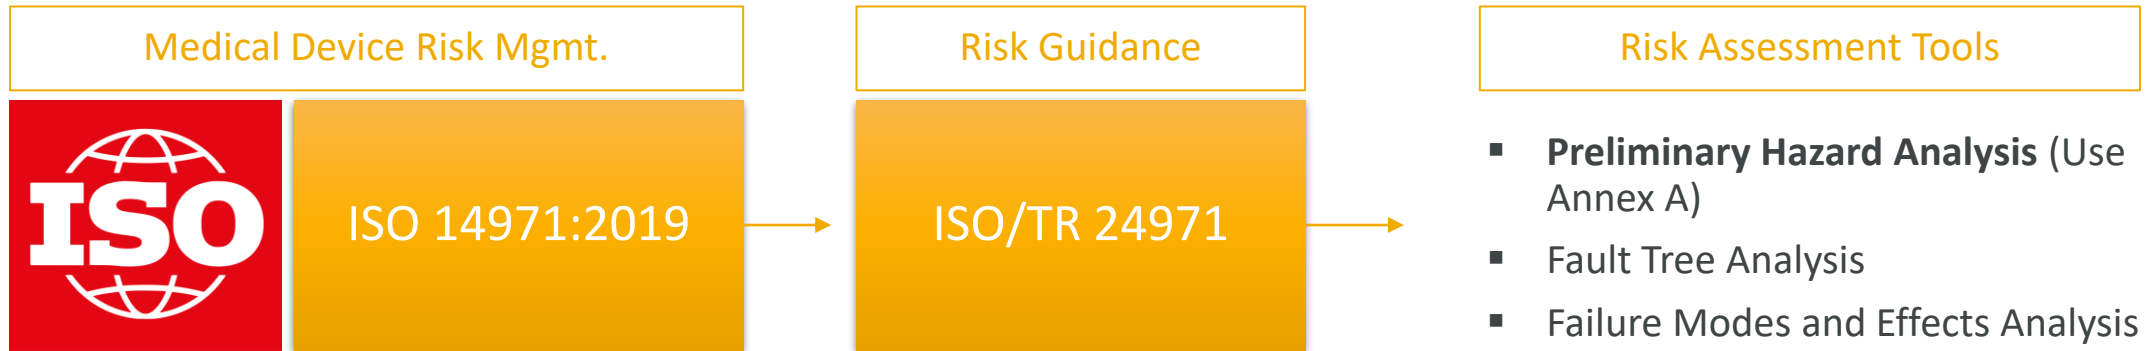 Medical Device Risk Mgmt.
Risk Guidance
Risk Assessment Tools
ISO
ISO 14971:2019
ISO/TR 24971
▪ Preliminary Hazard Analysis (Use
Annex A)
▪ Fault Tree Analysis
▪ Failure Modes and Effects Analysis